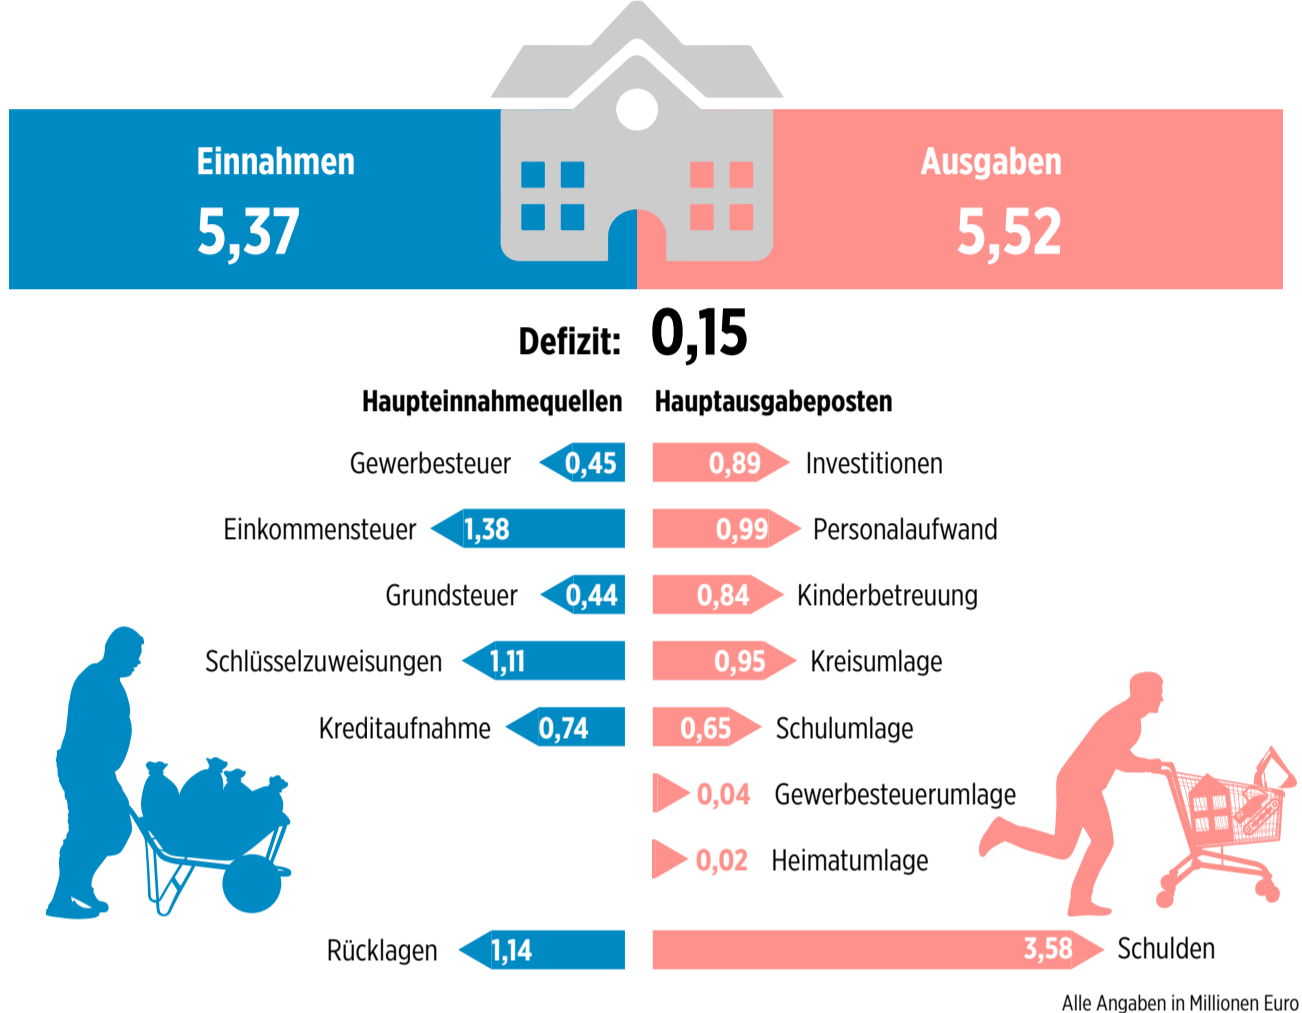 Einnahmen
5,37
Ausgaben
5,52
Defizit: 0,15
Haupteinnahmequellen
Hauptausgabeposten
Gewerbesteuer 0,45
0,89 Investitionen
Einkommensteuer 1,38
0,99 Personalaufwand
Grundsteuer 0,44
0,84 Kinderbetreuung
Schlüsselzuweisungen 1,11
0,95 Kreisumlage
Kreditaufnahme 0,74
0,65 Schulumlage
0,04 Gewerbesteuerumlage
0,02 Heimatumlage
Rücklagen 1,14
3,58 Schulden
Alle Angaben in Millionen Euro